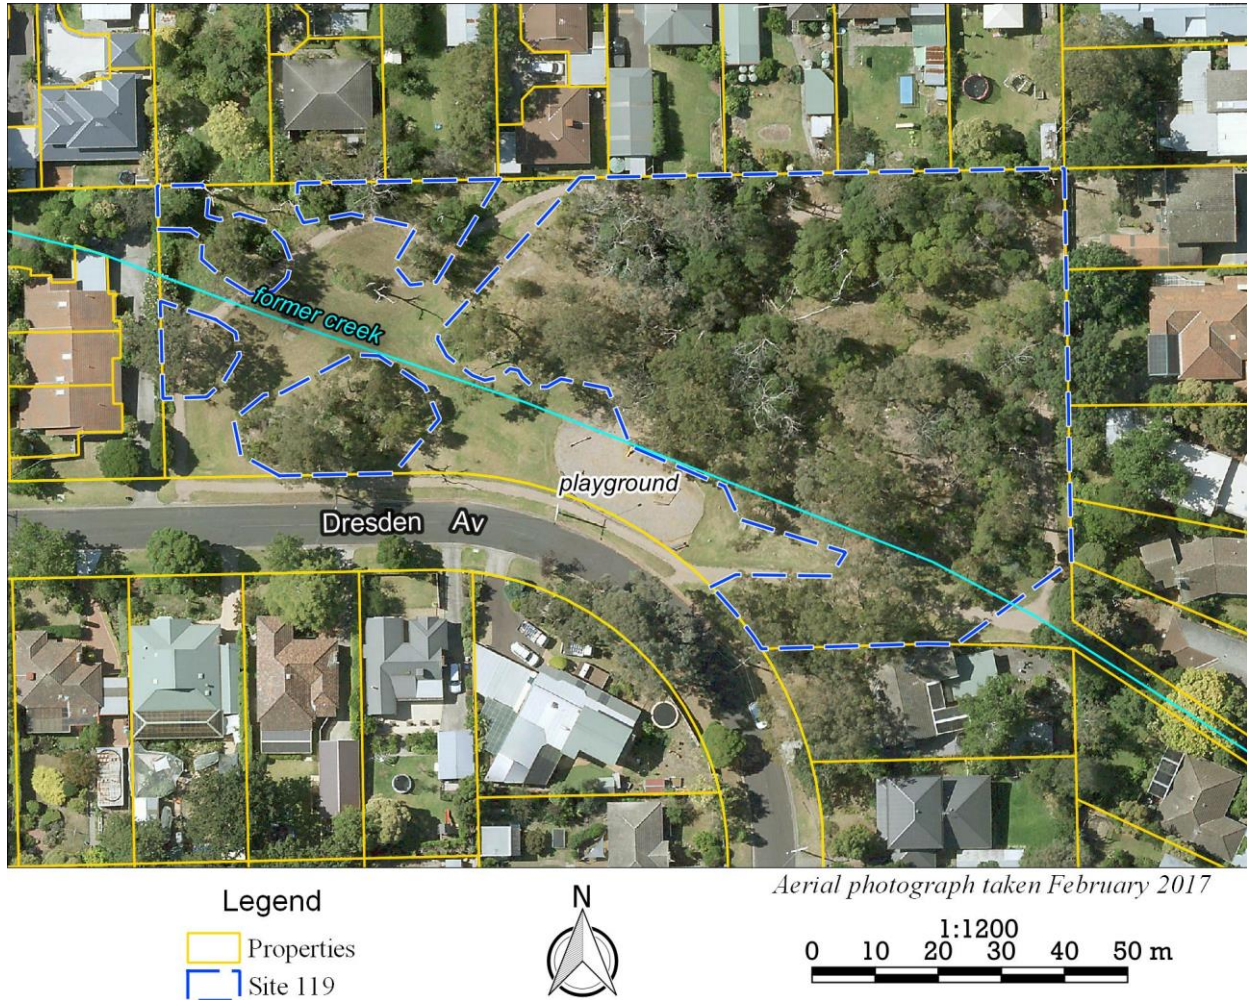 former creek
playground
Dresden Av
Legend
Properties
Site 119
N
Aerial photograph taken February 2017
1:1200
0 10 20 30 40 50 m